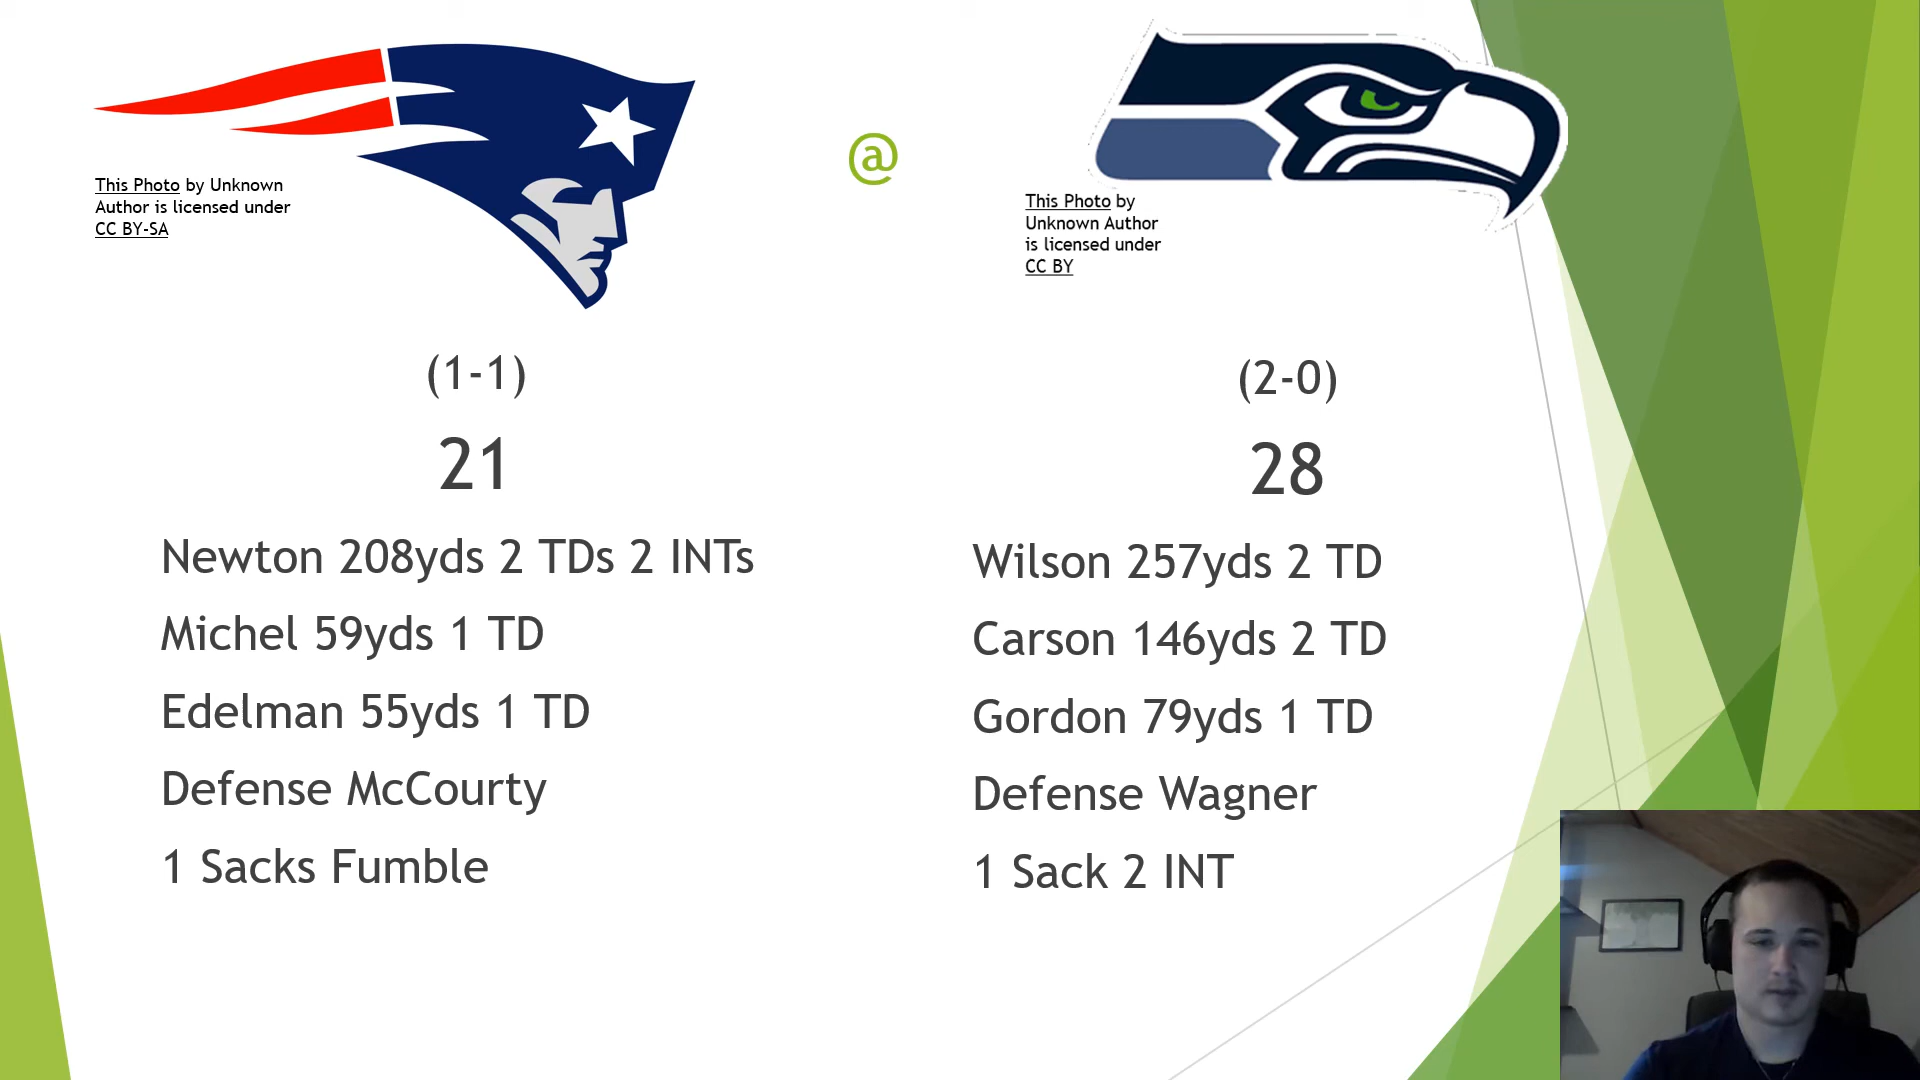 This Photo by Unknown
Author is licensed under
CC BY-SA
@
This Photo by
Unknown Author
is licensed under
CC BY
(1-1)
21
Newton 208yds 2 TDs 2 INTs
Michel 59yds 1 TD
Edelman 55yds 1 TD
Defense McCourty
1 Sacks Fumble
(2-0)
28
Wilson 257yds 2 TD
Carson 146yds 2 TD
Gordon 79yds 1 TD
Defense Wagner
1 Sack 2 INT